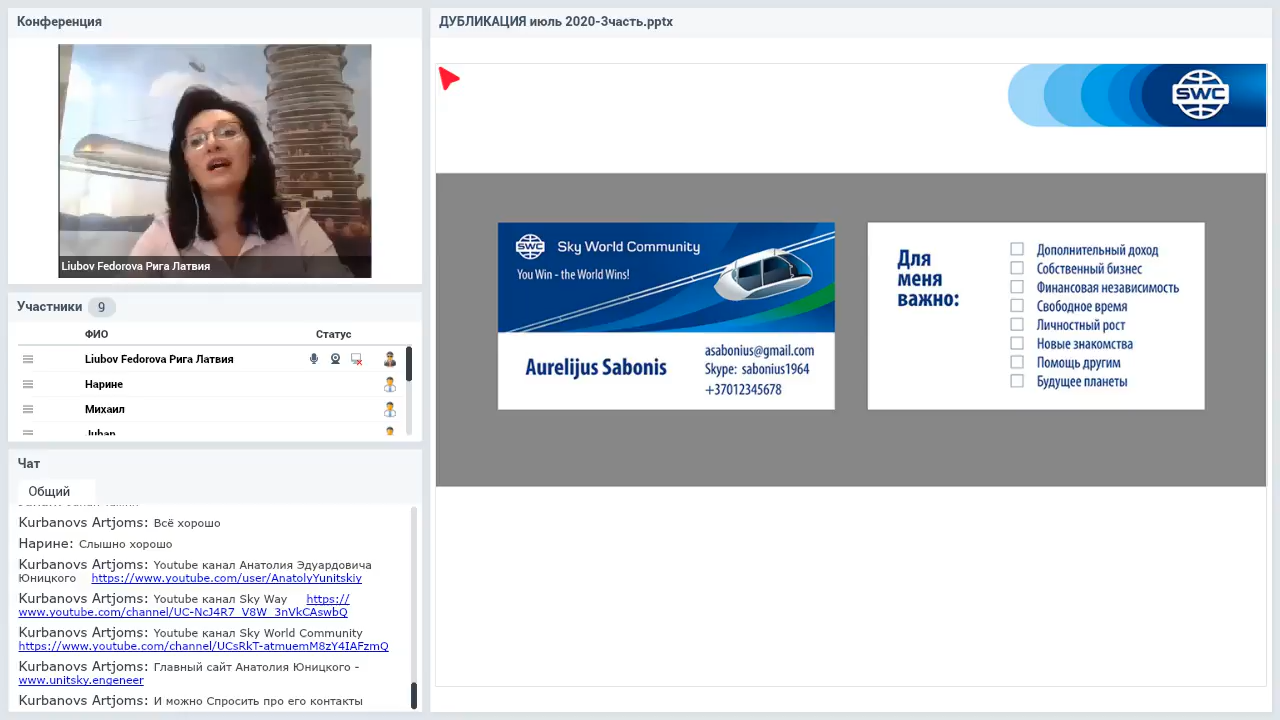 Конференция
Liubov Fedorova Рига Латвия
Участники 9
ФИО Статус
Liubov Fedorova Рига Латвия
Нарине
Михаил
Чат
Общий
Kurbanovs Artjoms: Всё хорошо
Нарине: Слышно хорошо
Kurbanovs Artjoms: Youtube канал Анатолия Эдуардовича
Юницкого https://www.youtube.com/user/AnatolyYunitskiy
Kurbanovs Artjoms: Youtube канал Sky Way https://
www.youtube.com/channel/UC-NcJ4R7_V8W_3nVkCAswbQ
Kurbanovs Artjoms: Youtube канал Sky World Community
https://www.youtube.com/channel/UCsRkT-atmuemM8zY4IAFzmQ
Kurbanovs Artjoms: Главный сайт Анатолия Юницкого -
www.unitsky.engeneer
Kurbanovs Artjoms: И можно Спросить про его контакты
ДУБЛИКАЦИЯ июль 2020-3часть.pptx
SWC
SWC Sky World Community
You Win - the World Wins!
Aurelijus Sabonis
asabonius@gmail.com
Skype: sabonius1964
+37012345678
Для
меня
важно:
Дополнительный доход
Собственный бизнес
Финансовая независимость
Свободное время
Личностный рост
Новые знакомства
Помощь другим
Будущее планеты